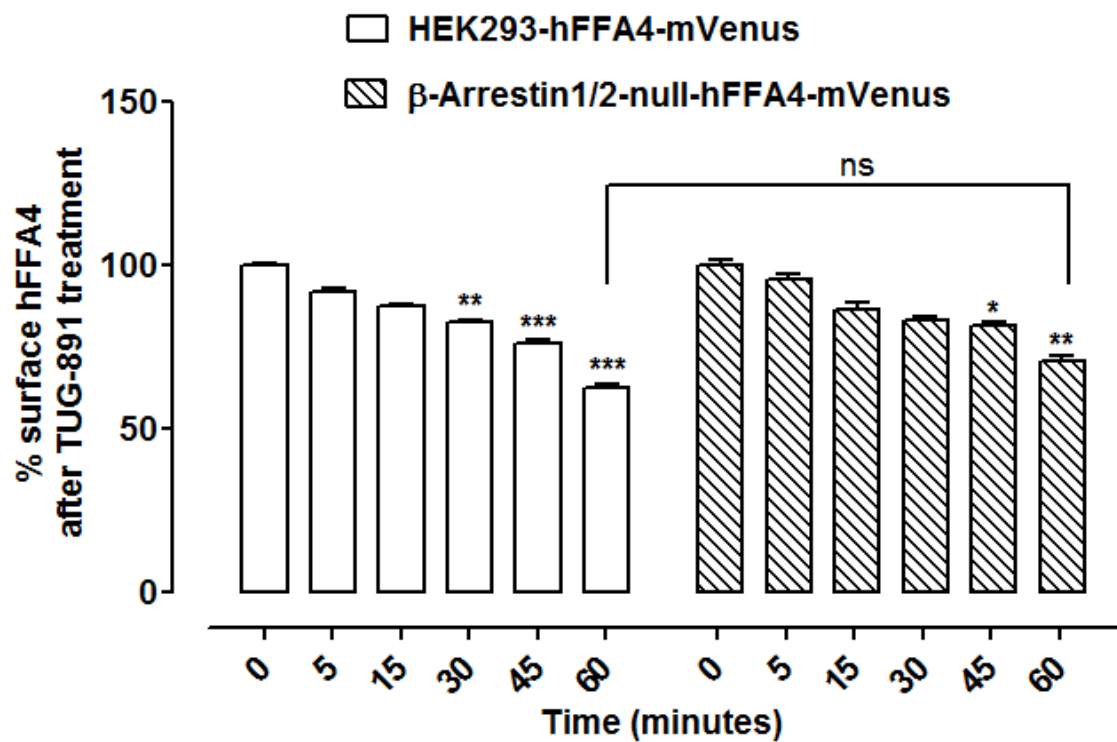 HEK293-hFFA4-mVenus
β-Arrestin1/2-null-hFFA4-mVenus
% surface hFFA4
after TUG-891 treatment
150
100
50
0
ns
**
***
***
*
**
0 5 15 30 45 60 0 5 15 30 45 60
Time (minutes)